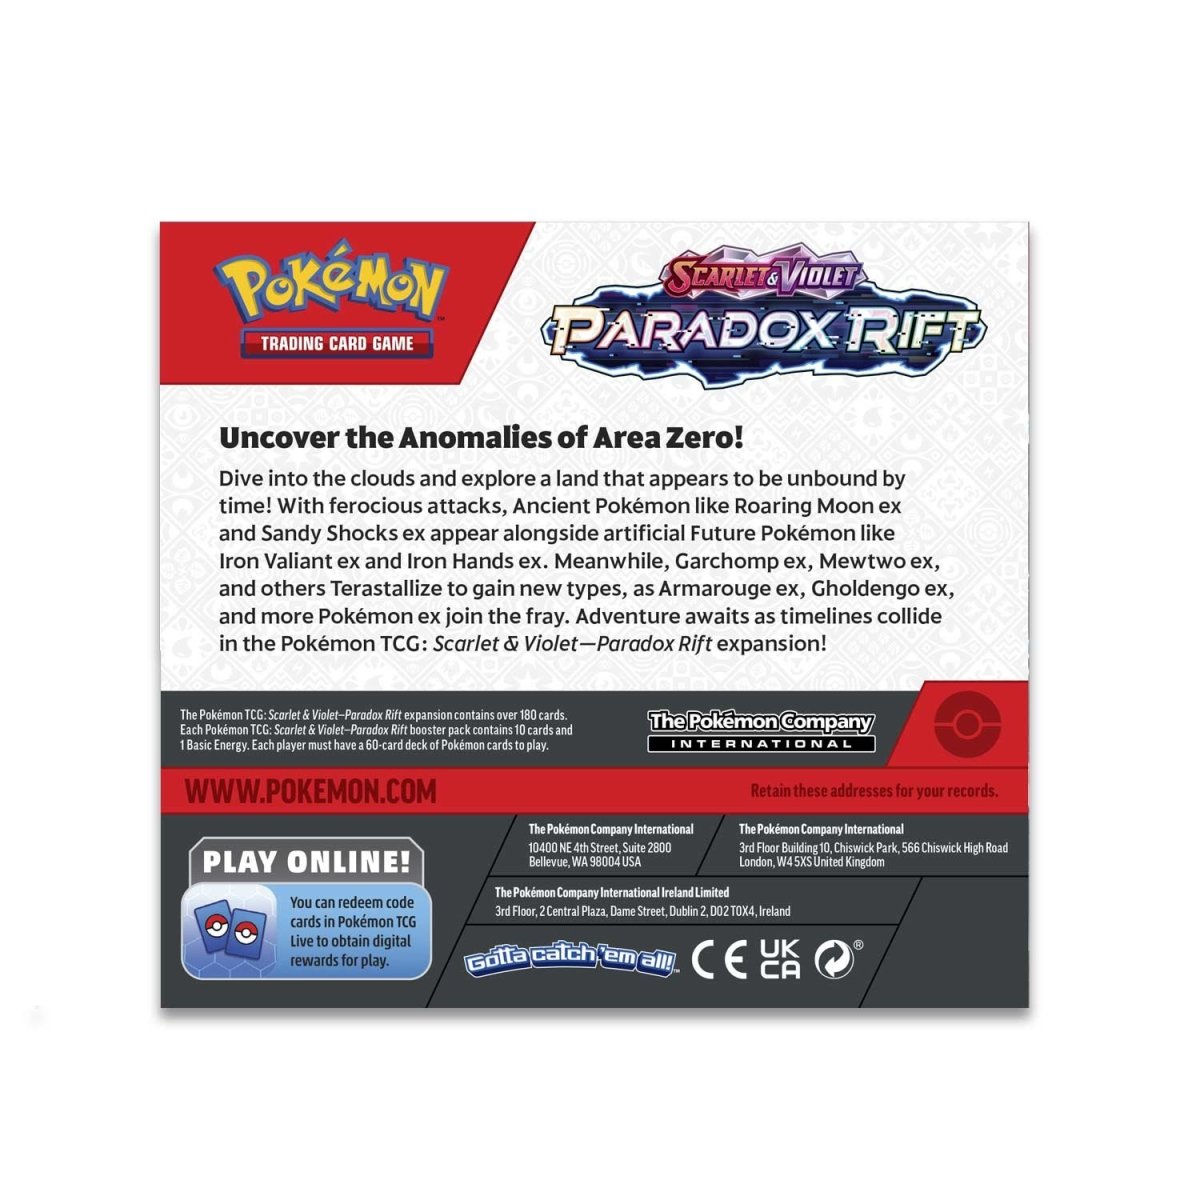 POKéMON™
TRADING CARD GAME
SCARLET & VIOLET
PARADOX RIFT
Uncover the Anomalies of Area Zero!
Dive into the clouds and explore a land that appears to be unbound by
time! With ferocious attacks, Ancient Pokémon like Roaring Moon ex
and Sandy Shocks ex appear alongside artificial Future Pokémon like
Iron Valiant ex and Iron Hands ex. Meanwhile, Garchomp ex, Mewtwo ex,
and others Terastallize to gain new types, as Armarouge ex, Gholdengo ex,
and more Pokémon ex join the fray. Adventure awaits as timelines collide
in the Pokémon TCG: Scarlet & Violet—Paradox Rift expansion!
The Pokémon TCG: Scarlet & Violet—Paradox Rift expansion contains over 180 cards.
Each Pokémon TCG: Scarlet & Violet—Paradox Rift booster pack contains 10 cards and
1 Basic Energy. Each player must have a 60-card deck of Pokémon cards to play.
The Pokémon Company
INTERNATIONAL
WWW.POKEMON.COM
Retain these addresses for your records.
The Pokémon Company International
10400 NE 4th Street, Suite 2800
Bellevue, WA 98004 USA
The Pokémon Company International
3rd Floor Building 10, Chiswick Park, 566 Chiswick High Road
London, W4 5XS United Kingdom
The Pokémon Company International Ireland Limited
3rd Floor, 2 Central Plaza, Dame Street, Dublin 2, D02 T0X4, Ireland
PLAY ONLINE!
You can redeem code
cards in Pokémon TCG
Live to obtain digital
rewards for play.
Gotta catch 'em all!™
CE
UK
CA
®